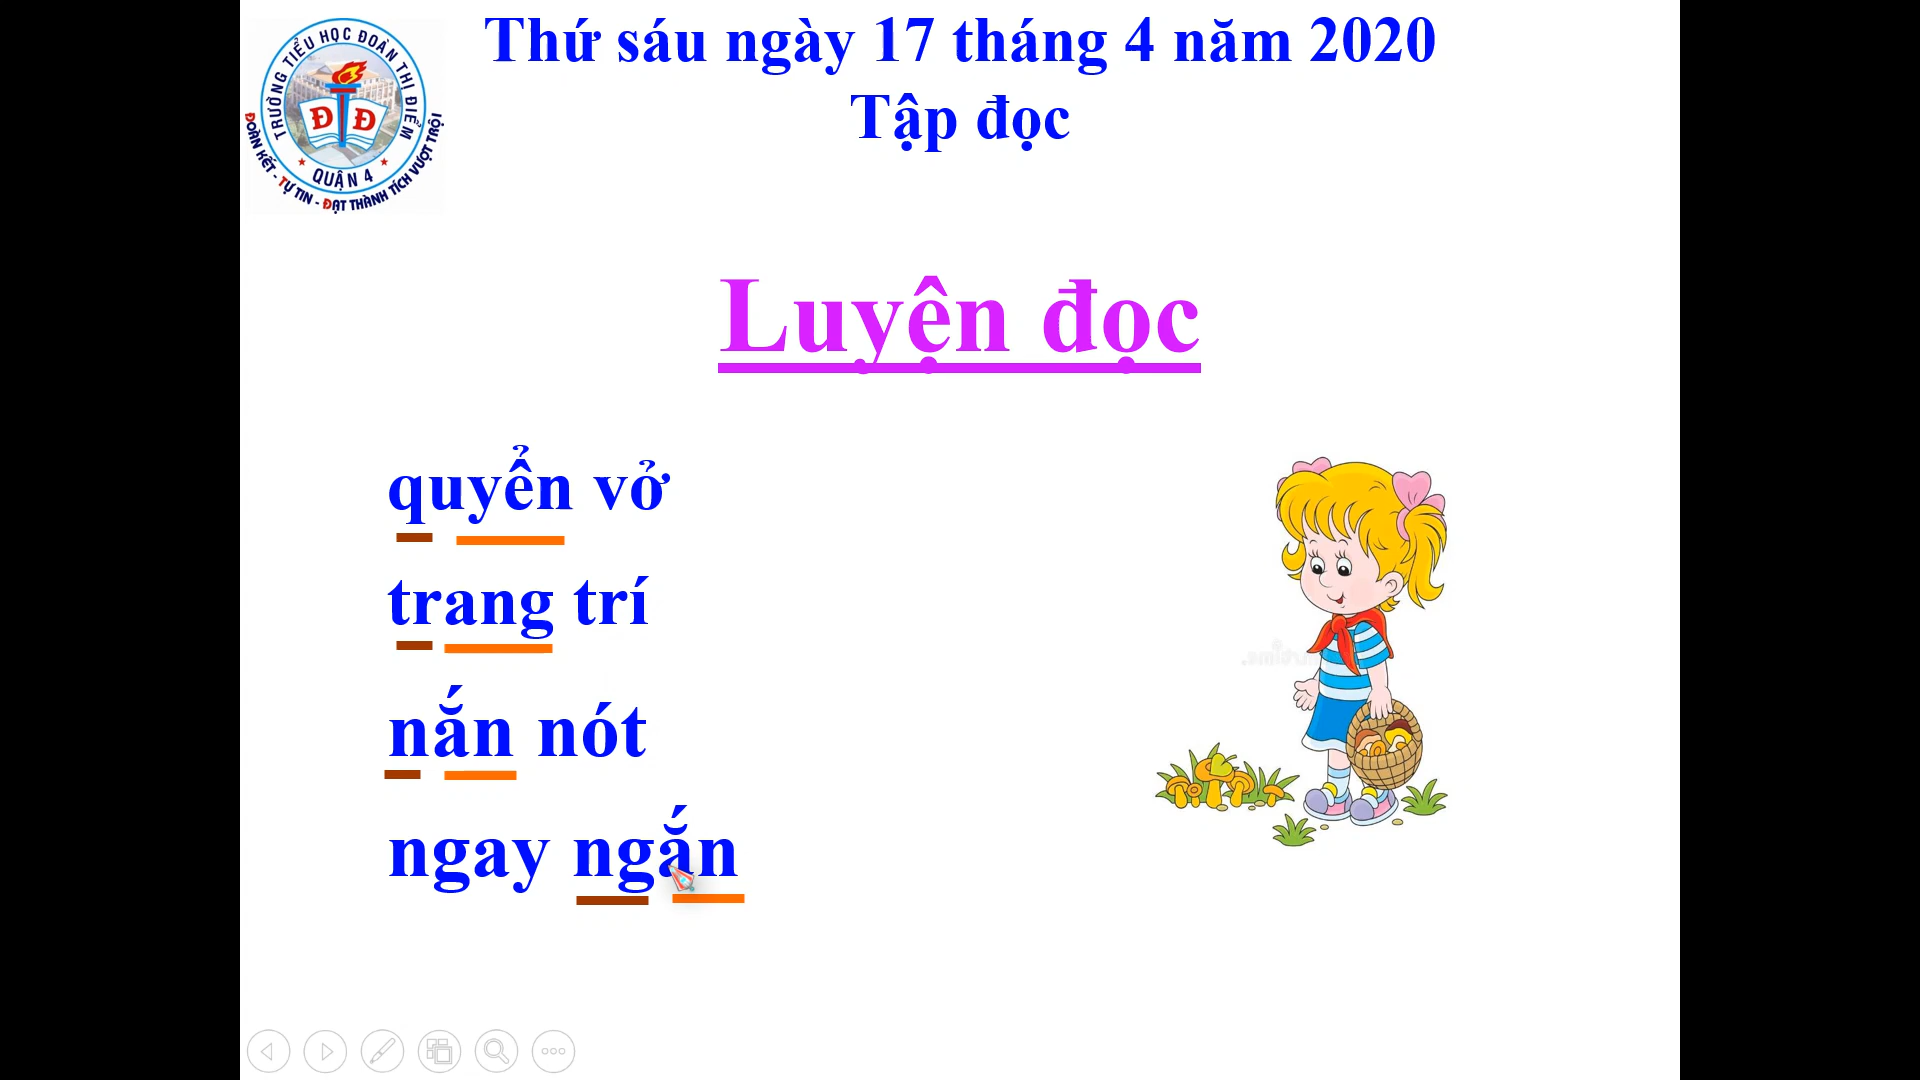 TRƯỜNG TIỂU HỌC ĐOÀN THỊ ĐIỂM
Đ Đ
QUẬN 4
ĐOÀN KẾT - TỰ TIN - ĐẠT THÀNH TÍCH VƯỢT TRỘI
Thứ sáu ngày 17 tháng 4 năm 2020
Tập đọc
Luyện đọc
quyển vở
trang trí
nắn nót
ngay ngắn